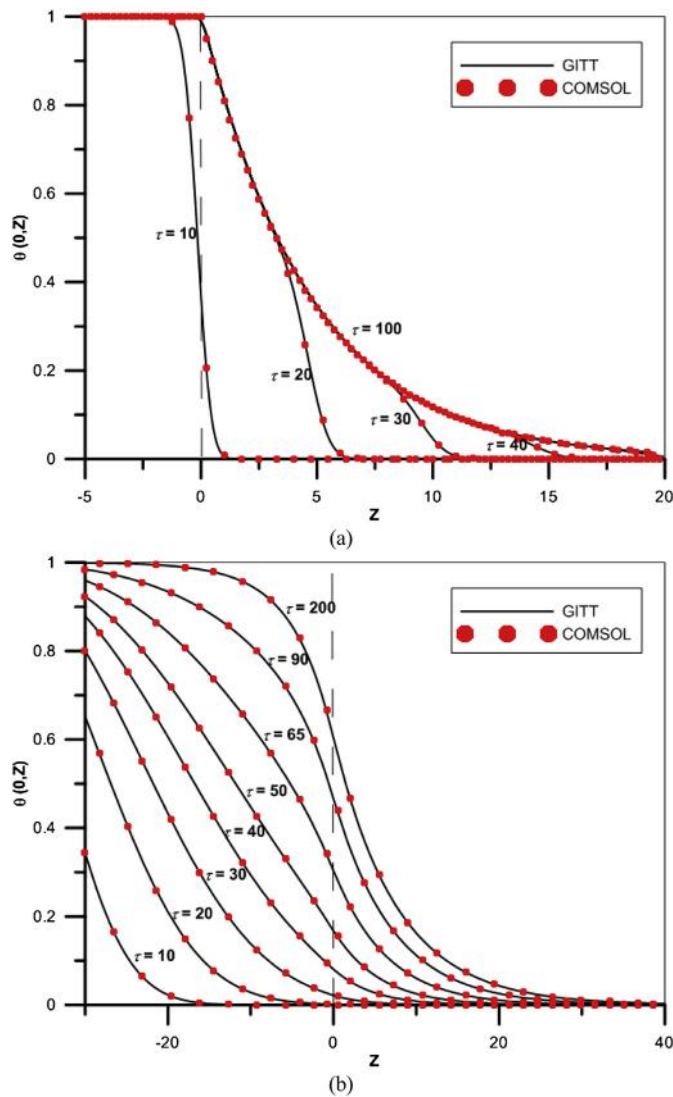 1
0.8
0.6
0.4
0.2
0
θ (0,Z)
GITT
COMSOL
τ = 10
τ = 100
τ = 20
τ = 30
τ = 40
-5 0 5 10 15 20
Z
(a)
1
0.8
0.6
0.4
0.2
0
θ (0,Z)
GITT
COMSOL
τ = 200
τ = 90
τ = 65
τ = 50
τ = 40
τ = 30
τ = 20
τ = 10
-20 0 20 40
Z
(b)